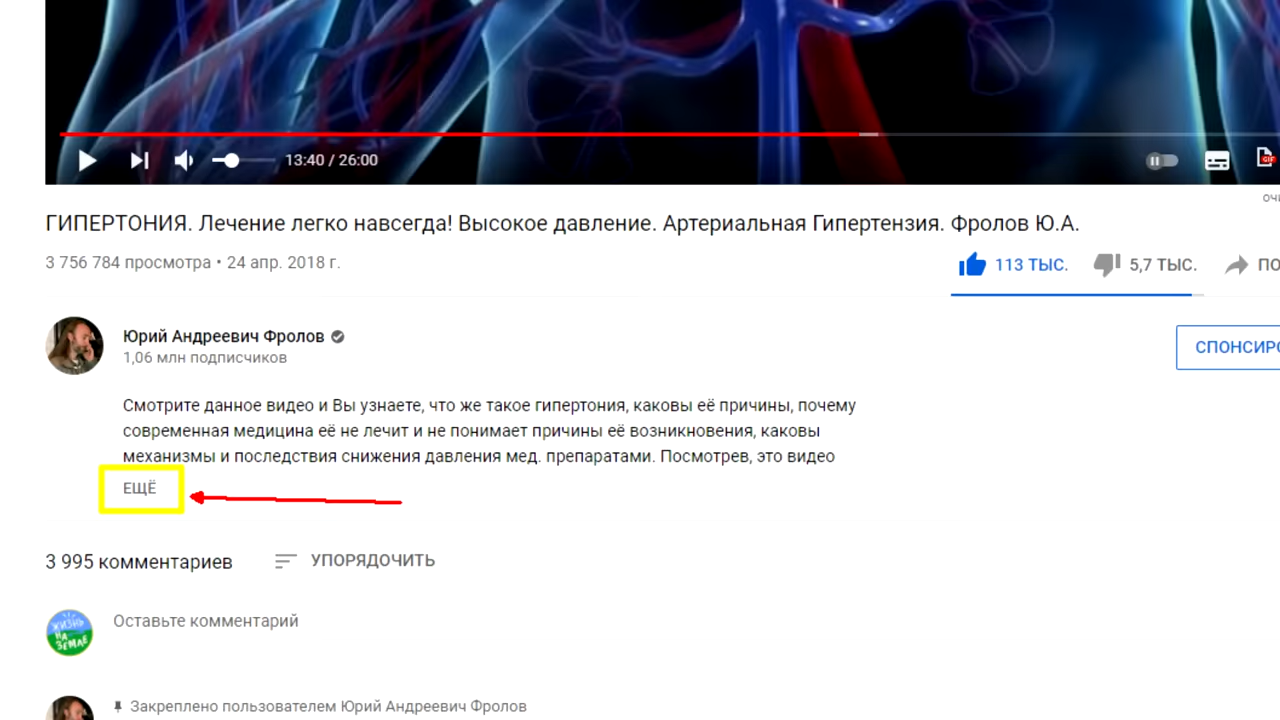 13:40 / 26:00
GIF
ГИПЕРТОНИЯ. Лечение легко навсегда! Высокое давление. Артериальная Гипертензия. Фролов Ю.А.
3 756 784 просмотра • 24 апр. 2018 г.
113 ТЫС.
5,7 ТЫС.
ПО
Юрий Андреевич Фролов
1,06 млн подписчиков
СПОНСИРО
Смотрите данное видео и Вы узнаете, что же такое гипертония, каковы её причины, почему
современная медицина её не лечит и не понимает причины её возникновения, каковы
механизмы и последствия снижения давления мед. препаратами. Посмотрев, это видео
ЕЩЁ
3 995 комментариев
УПОРЯДОЧИТЬ
ЖИЗНЬ
НА
ЗЕМЛЕ
Оставьте комментарий
Закреплено пользователем Юрий Андреевич Фролов